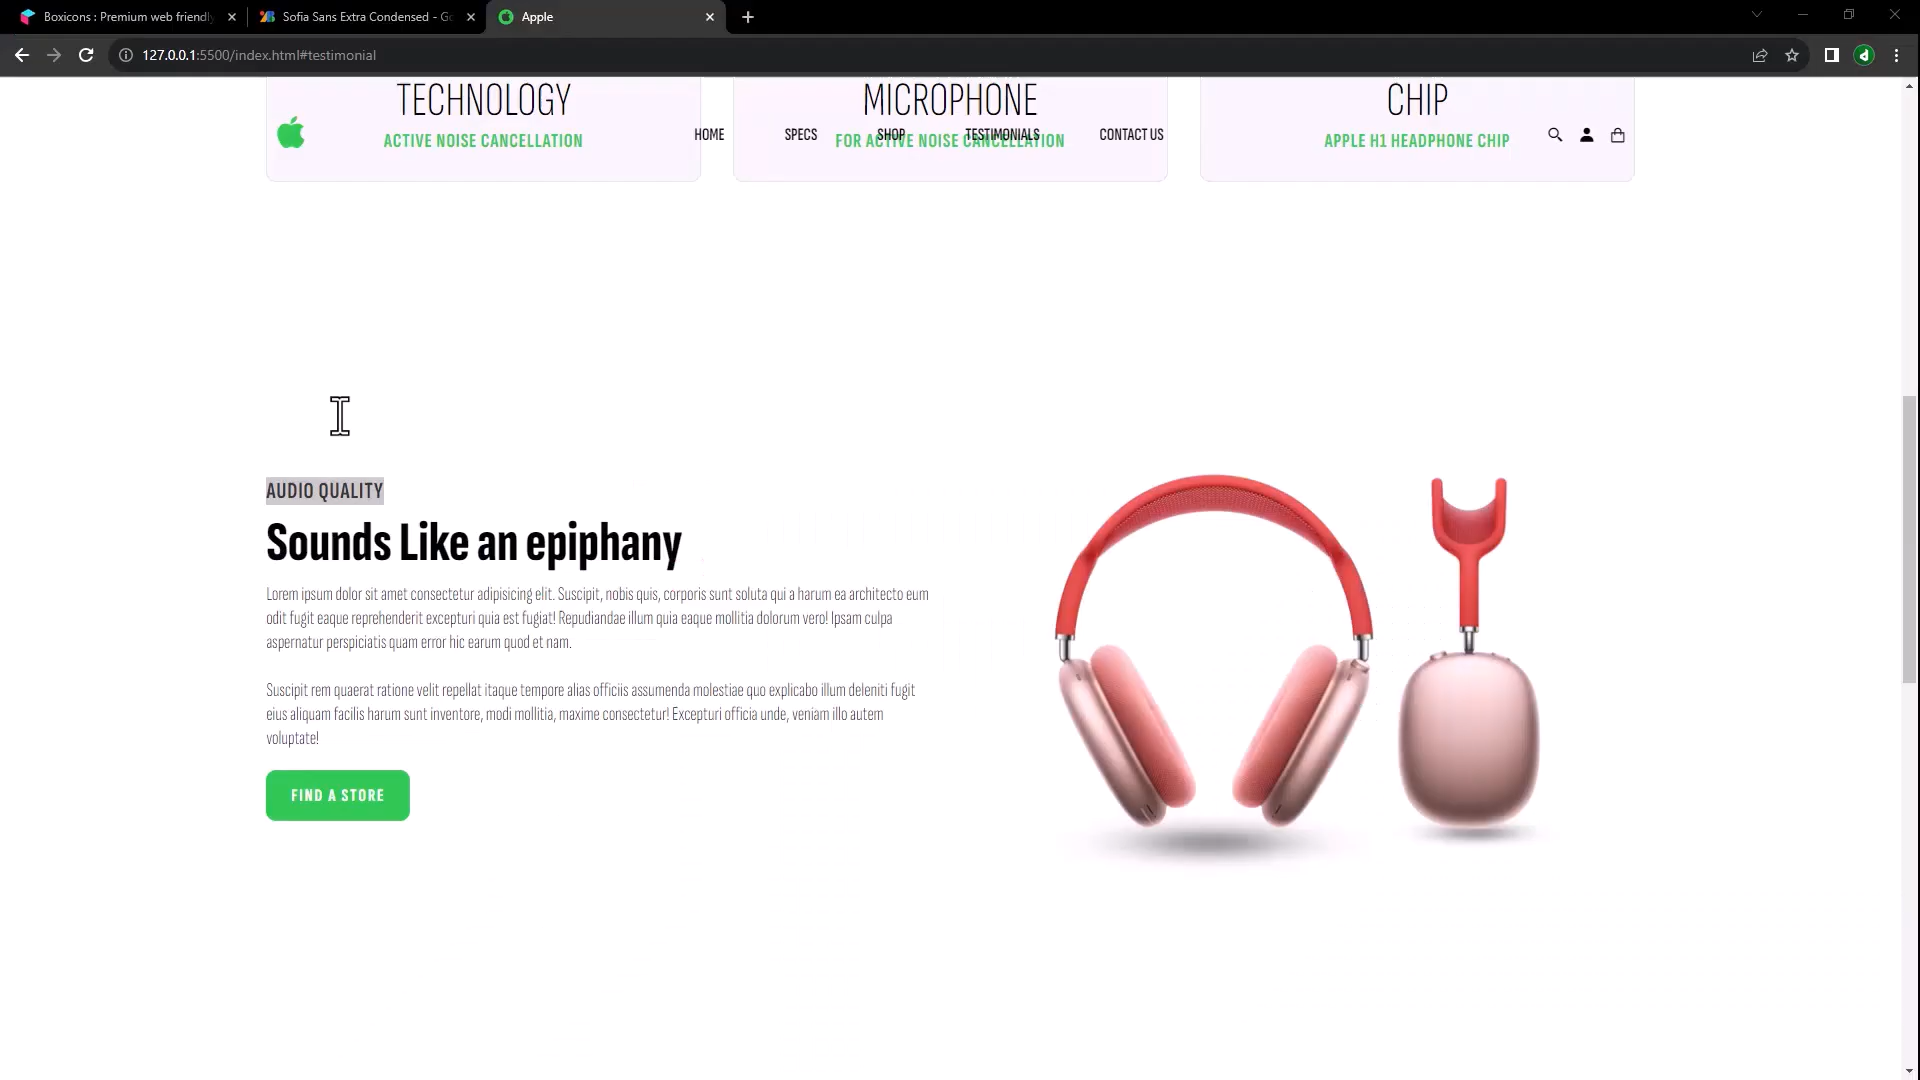 Boxicons : Premium web friendly
Sofia Sans Extra Condensed - Go
Apple
127.0.0.1:5500/index.html#testimonial
TECHNOLOGY
MICROPHONE
CHIP
HOME
SPECS
SHOP
TESTIMONIALS
CONTACT US
ACTIVE NOISE CANCELLATION
FOR ACTIVE NOISE CANCELLATION
APPLE H1 HEADPHONE CHIP
AUDIO QUALITY
Sounds Like an epiphany
Lorem ipsum dolor sit amet consectetur adipisicing elit. Suscipit, nobis quis, corporis sunt soluta qui a harum ea architecto eum
odit fugit eaque reprehenderit excepturi quia est fugiat! Repudiandae illum quia eaque mollitia dolorum vero! Ipsam culpa
aspernatur perspiciatis quam error hic earum quod et nam.
Suscipit rem quaerat ratione velit repellat itaque tempore alias officiis assumenda molestiae quo explicabo illum deleniti fugit
eius aliquam facilis harum sunt inventore, modi mollitia, maxime consectetur! Excepturi officia unde, veniam illo autem
voluptate!
FIND A STORE